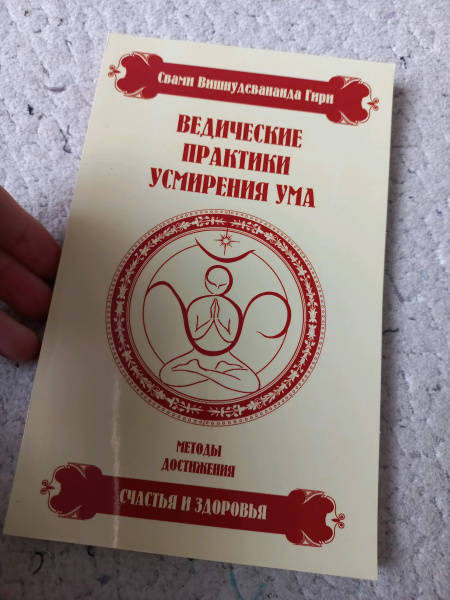 Свами Вишнудевананда Гири
ВЕДИЧЕСКИЕ
ПРАКТИКИ
УСМИРЕНИЯ УМА
МЕТОДЫ
ДОСТИЖЕНИЯ
СЧАСТЬЯ И ЗДОРОВЬЯ